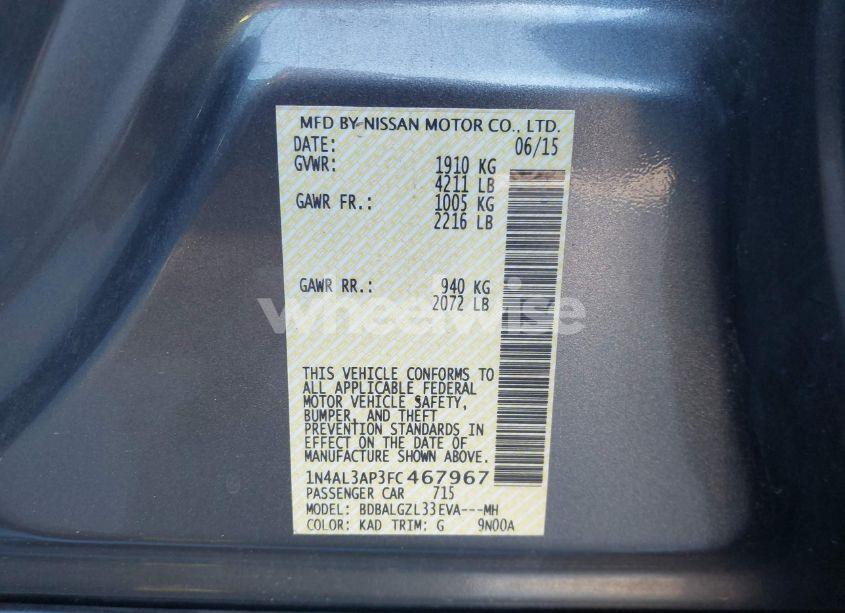 MFD BY NISSAN MOTOR CO., LTD.
DATE: 06/15
GVWR: 1910 KG
4211 LB
GAWR FR.: 1005 KG
2216 LB
GAWR RR.: 940 KG
2072 LB
wheelwise
THIS VEHICLE CONFORMS TO
ALL APPLICABLE FEDERAL
MOTOR VEHICLE SAFETY,
BUMPER, AND THEFT
PREVENTION STANDARDS IN
EFFECT ON THE DATE OF
MANUFACTURE SHOWN ABOVE.
1N4AL3AP3FC467967
PASSENGER CAR 715
MODEL: BDBALGZL33EVA---MH
COLOR: KAD TRIM: G 9N00A